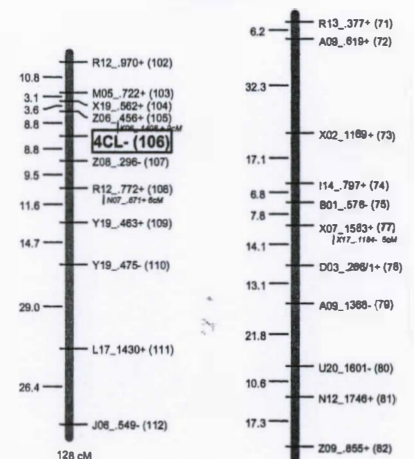 R12_.970+ (102)
10.8
M05_.722+ (103)
3.1
X19_.562+ (104)
3.6
Z06_.456+ (105)
8.8
4CL- (106)
8.8
Z08_.296- (107)
9.5
R12_.772+ (106)
N07_.671+ 6cM
11.6
Y19_.463+ (109)
14.7
Y19_.475- (110)
29.0
L17_1430+ (111)
26.4
J06_.549- (112)
128 cM
R13_.377+ (71)
6.2
A09_.619+ (72)
32.3
X02_1169+ (73)
17.1
I14_.797+ (74)
6.8
B01_.576- (75)
7.8
X07_1583+ (77)
X17_.1184- 5cM
14.1
D03_.266/1+ (78)
13.1
A09_1368- (79)
21.8
U20_1601- (80)
10.6
N12_1746+ (81)
17.3
Z09_.855+ (82)